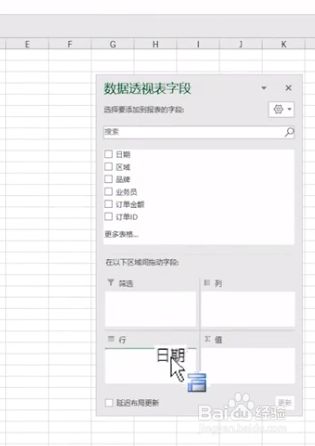 E F G H I J K
数据透视表字段
选择要添加到报表的字段:
搜索
日期
区域
品牌
业务员
订单金额
订单ID
更多表格...
在以下区域间拖动字段:
筛选
列
行
Σ 值
日期
延迟布局更新
更新
Baidu 经验
jingyan.baidu.com